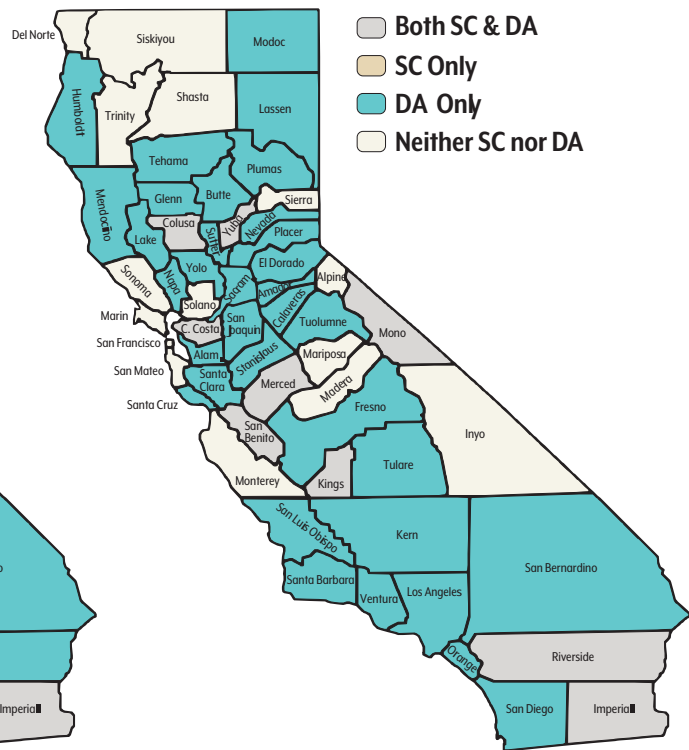 Both SC & DA
SC Only
DA Only
Neither SC nor DA
Del Norte
Siskiyou
Modoc
Humboldt
Trinity
Shasta
Lassen
Tehama
Plumas
Mendocino
Glenn
Butte
Sierra
Colusa
Yuba
Nevada
Sutter
Placer
Lake
El Dorado
Yolo
Napa
Sonoma
Sacram
Amador
Alpine
Solano
Calaveras
Marin
C. Costa
San
Joaquin
Tuolumne
Mono
San Francisco
Alam
Stanislaus
Mariposa
San Mateo
Santa
Clara
Merced
Madera
Santa Cruz
Fresno
San
Benito
Inyo
Monterey
Kings
Tulare
San Luis Obispo
Kern
San Bernardino
Santa Barbara
Ventura
Los Angeles
Orange
Riverside
San Diego
Imperial
o
Imperial